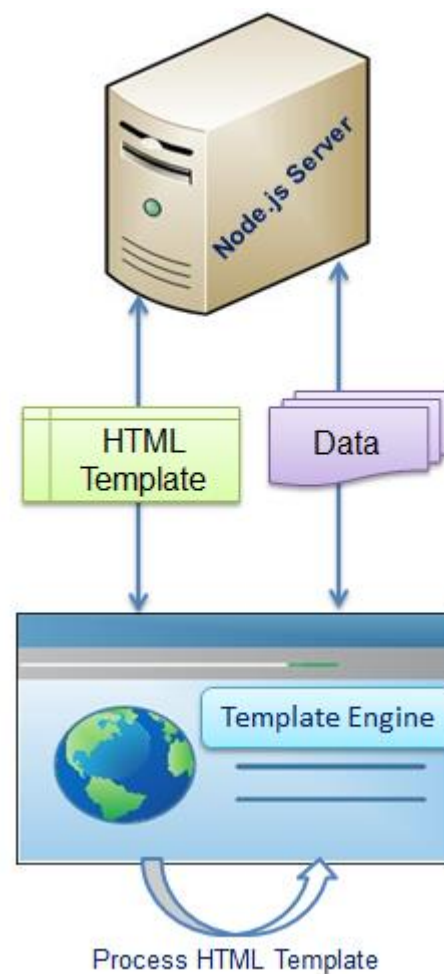 Node.js Server
HTML
Template
Data
Template Engine
Process HTML Template